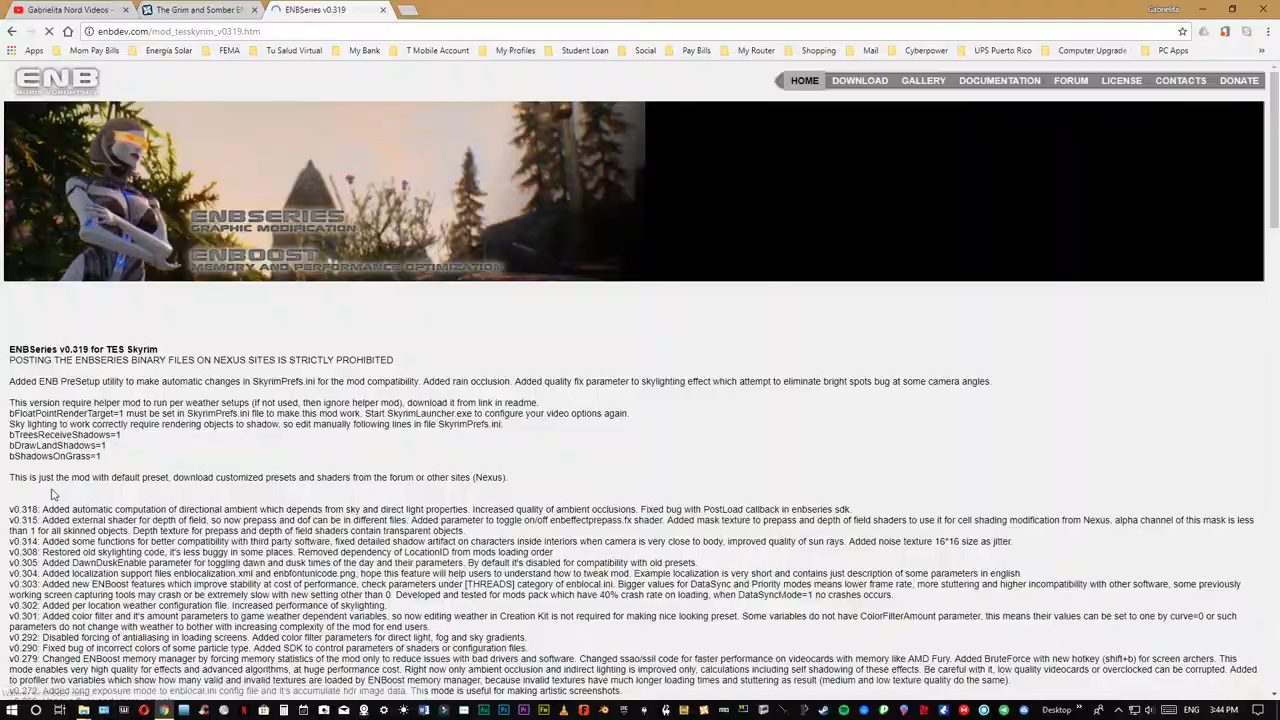 Gabrielita Nord Videos -
The Grim and Somber EN
ENBSeries v0.319
Gabrielita
enbdev.com/mod_tesskyrim_v0319.htm
Apps Mom Pay Bills Energía Solar FEMA Tu Salud Virtual My Bank T Mobile Account My Profiles Student Loan Social Pay Bills My Router Shopping Mail Cyberpower UPS Puerto Rico Computer Upgrade PC Apps
ENB
BORIS VORONTSOV
HOME DOWNLOAD GALLERY DOCUMENTATION FORUM LICENSE CONTACTS DONATE
ENBSERIES
GRAPHIC MODIFICATION
ENBOOST
MEMORY AND PERFORMANCE OPTIMIZATION
ENBSeries v0.319 for TES Skyrim
POSTING THE ENBSERIES BINARY FILES ON NEXUS SITES IS STRICTLY PROHIBITED
Added ENB PreSetup utility to make automatic changes in SkyrimPrefs.ini for the mod compatibility. Added rain occlusion. Added quality fix parameter to skylighting effect which attempt to eliminate bright spots bug at some camera angles.
This version require helper mod to run per weather setups (if not used, then ignore helper mod), download it from link in readme.
bFloatPointRenderTarget=1 must be set in SkyrimPrefs.ini file to make this mod work. Start SkyrimLauncher.exe to configure your video options again.
Sky lighting to work correctly require rendering objects to shadow, so edit manually following lines in file SkyrimPrefs.ini.
bTreesReceiveShadows=1
bDrawLandShadows=1
bShadowsOnGrass=1
This is just the mod with default preset, download customized presets and shaders from the forum or other sites (Nexus).
v0.318: Added automatic computation of directional ambient which depends from sky and direct light properties. Increased quality of ambient occlusions. Fixed bug with PostLoad callback in enbseries sdk.
v0.315: Added external shader for depth of field, so now prepass and dof can be in different files. Added parameter to toggle on/off enbeffectprepass.fx shader. Added mask texture to prepass and depth of field shaders to use it for cell shading modification from Nexus, alpha channel of this mask is less
than 1 for all skinned objects. Depth texture for prepass and depth of field shaders contain transparent objects.
v0.314: Added some functions for better compatibility with third party software, fixed detailed shadow artifact on characters inside interiors when camera is very close to body, improved quality of sun rays. Added noise texture 16*16 size as jitter.
v0.308: Restored old skylighting code, it's less buggy in some places. Removed dependency of LocationID from mods loading order
v0.305: Added DawnDuskEnable parameter for toggling dawn and dusk times of the day and their parameters. By default it's disabled for compatibility with old presets.
v0.304: Added localization support files enblocalization.xml and enbfontunicode.png, hope this feature will help users to understand how to tweak mod. Example localization is very short and contains just description of some parameters in english
v0.303: Added new ENBoost features which improve stability at cost of performance, check parameters under [THREADS] category of enblocal.ini. Bigger values for DataSync and Priority modes means lower frame rate, more stuttering and higher incompatibility with other software, some previously
working screen capturing tools may crash or be extremely slow with new setting other than 0. Developed and tested for mods pack which have 40% crash rate on loading, when DataSyncMode=1 no crashes occurs.
v0.302: Added per location weather configuration file. Increased performance of skylighting.
v0.301: Added color filter and it's amount parameters to game weather dependent variables, so now editing weather in Creation Kit is not required for making nice looking preset. Some variables do not have ColorFilterAmount parameter, this means their values can be set to one by curve=0 or such
parameters do not change with weather to bother with increasing complexity of the mod for end users.
v0.292: Disabled forcing of antialiasing in loading screens. Added color filter parameters for direct light, fog and sky gradients.
v0.290: Fixed bug of incorrect colors of some particle type. Added SDK to control parameters of shaders or configuration files.
v0.279: Changed ENBoost memory manager by forcing memory statistics of the mod only to reduce issues with bad drivers and software. Changed ssao/ssil code for faster performance on videocards with memory like AMD Fury. Added BruteForce with new hotkey (shift+b) for screen archers. This
mode enables very high quality for effects and advanced algorithms, at huge performance cost. Right now only ambient occlusion and indirect lighting is improved only, calculations including self shadowing of these effects. Be careful with it, low quality videocards or overclocked can be corrupted. Added
to profiler two variables which show how many valid and invalid textures are loaded by ENBoost memory manager, because invalid textures have much longer loading times and stuttering as result (medium and low texture quality do the same).
v0.272: Added long exposure mode to enblocal.ini config file and it's accumulate hdr image data. This mode is useful for making artistic screenshots.
Desktop
ENG 3:44 PM